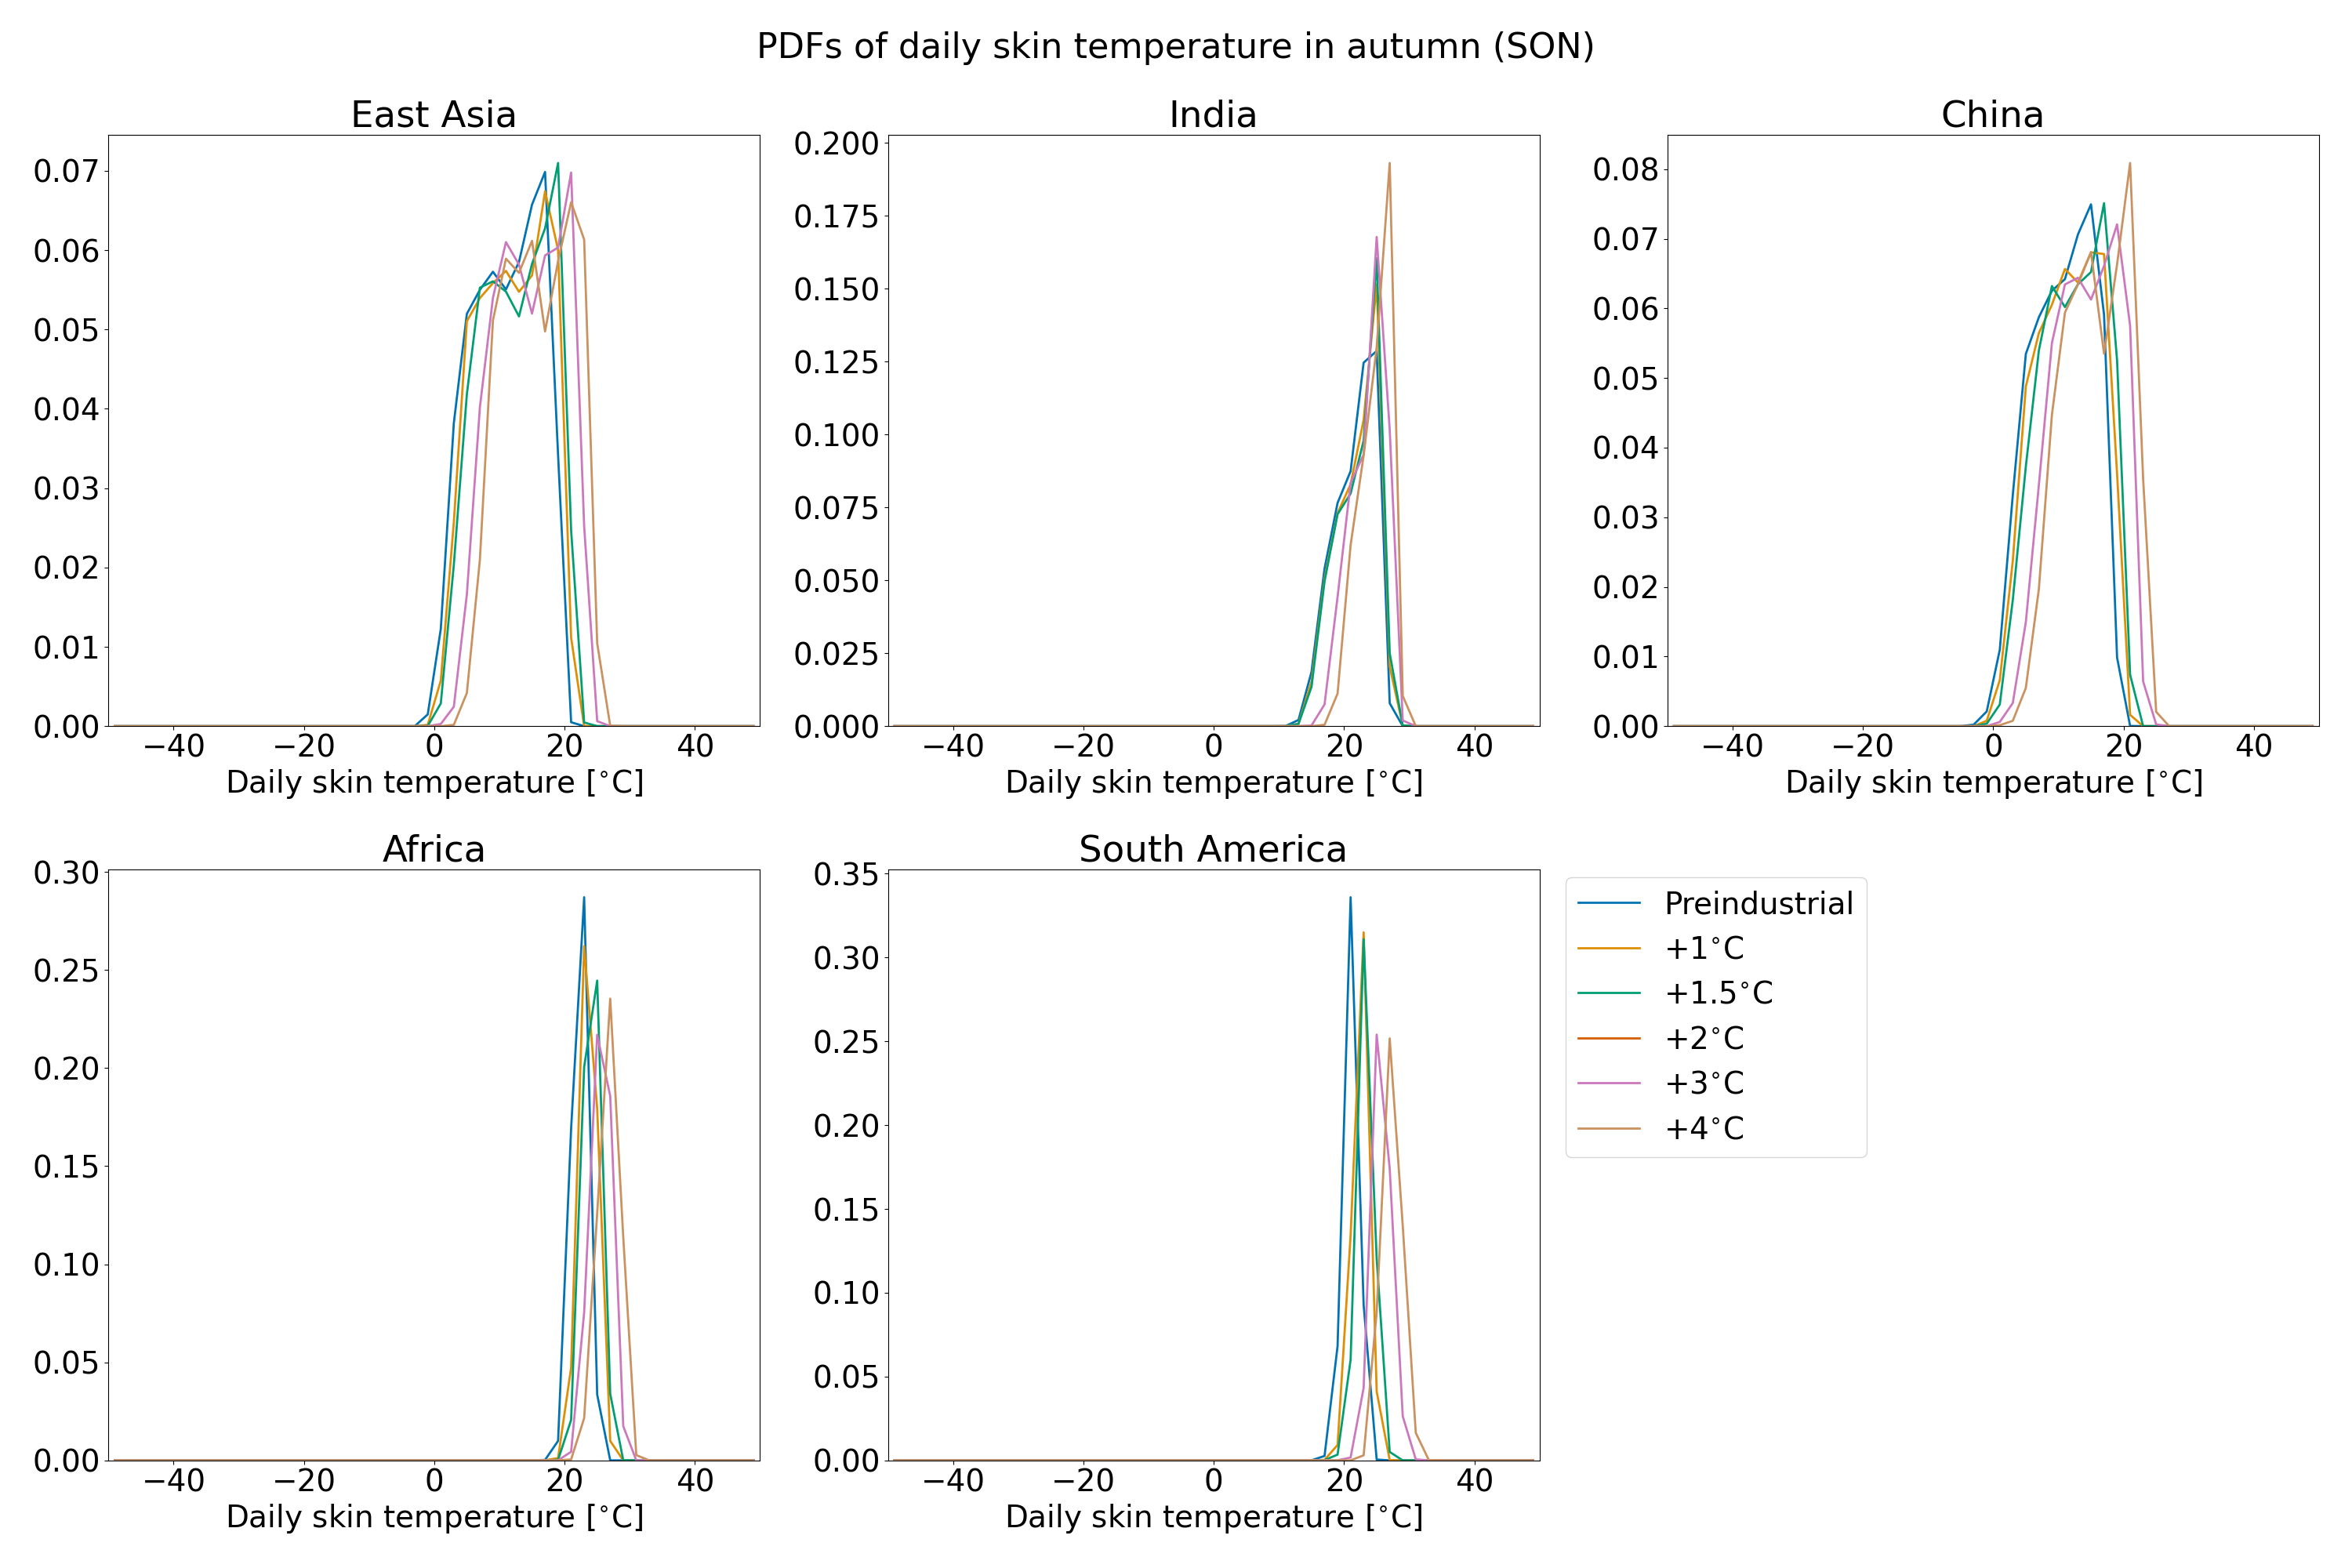 PDFs of daily skin temperature in autumn (SON)
East Asia
0.07
0.06
0.05
0.04
0.03
0.02
0.01
0.00
−40 −20 0 20 40
Daily skin temperature [°C]
India
0.200
0.175
0.150
0.125
0.100
0.075
0.050
0.025
0.000
−40 −20 0 20 40
Daily skin temperature [°C]
China
0.08
0.07
0.06
0.05
0.04
0.03
0.02
0.01
0.00
−40 −20 0 20 40
Daily skin temperature [°C]
Africa
0.30
0.25
0.20
0.15
0.10
0.05
0.00
−40 −20 0 20 40
Daily skin temperature [°C]
South America
0.35
0.30
0.25
0.20
0.15
0.10
0.05
0.00
−40 −20 0 20 40
Daily skin temperature [°C]
Preindustrial
+1°C
+1.5°C
+2°C
+3°C
+4°C